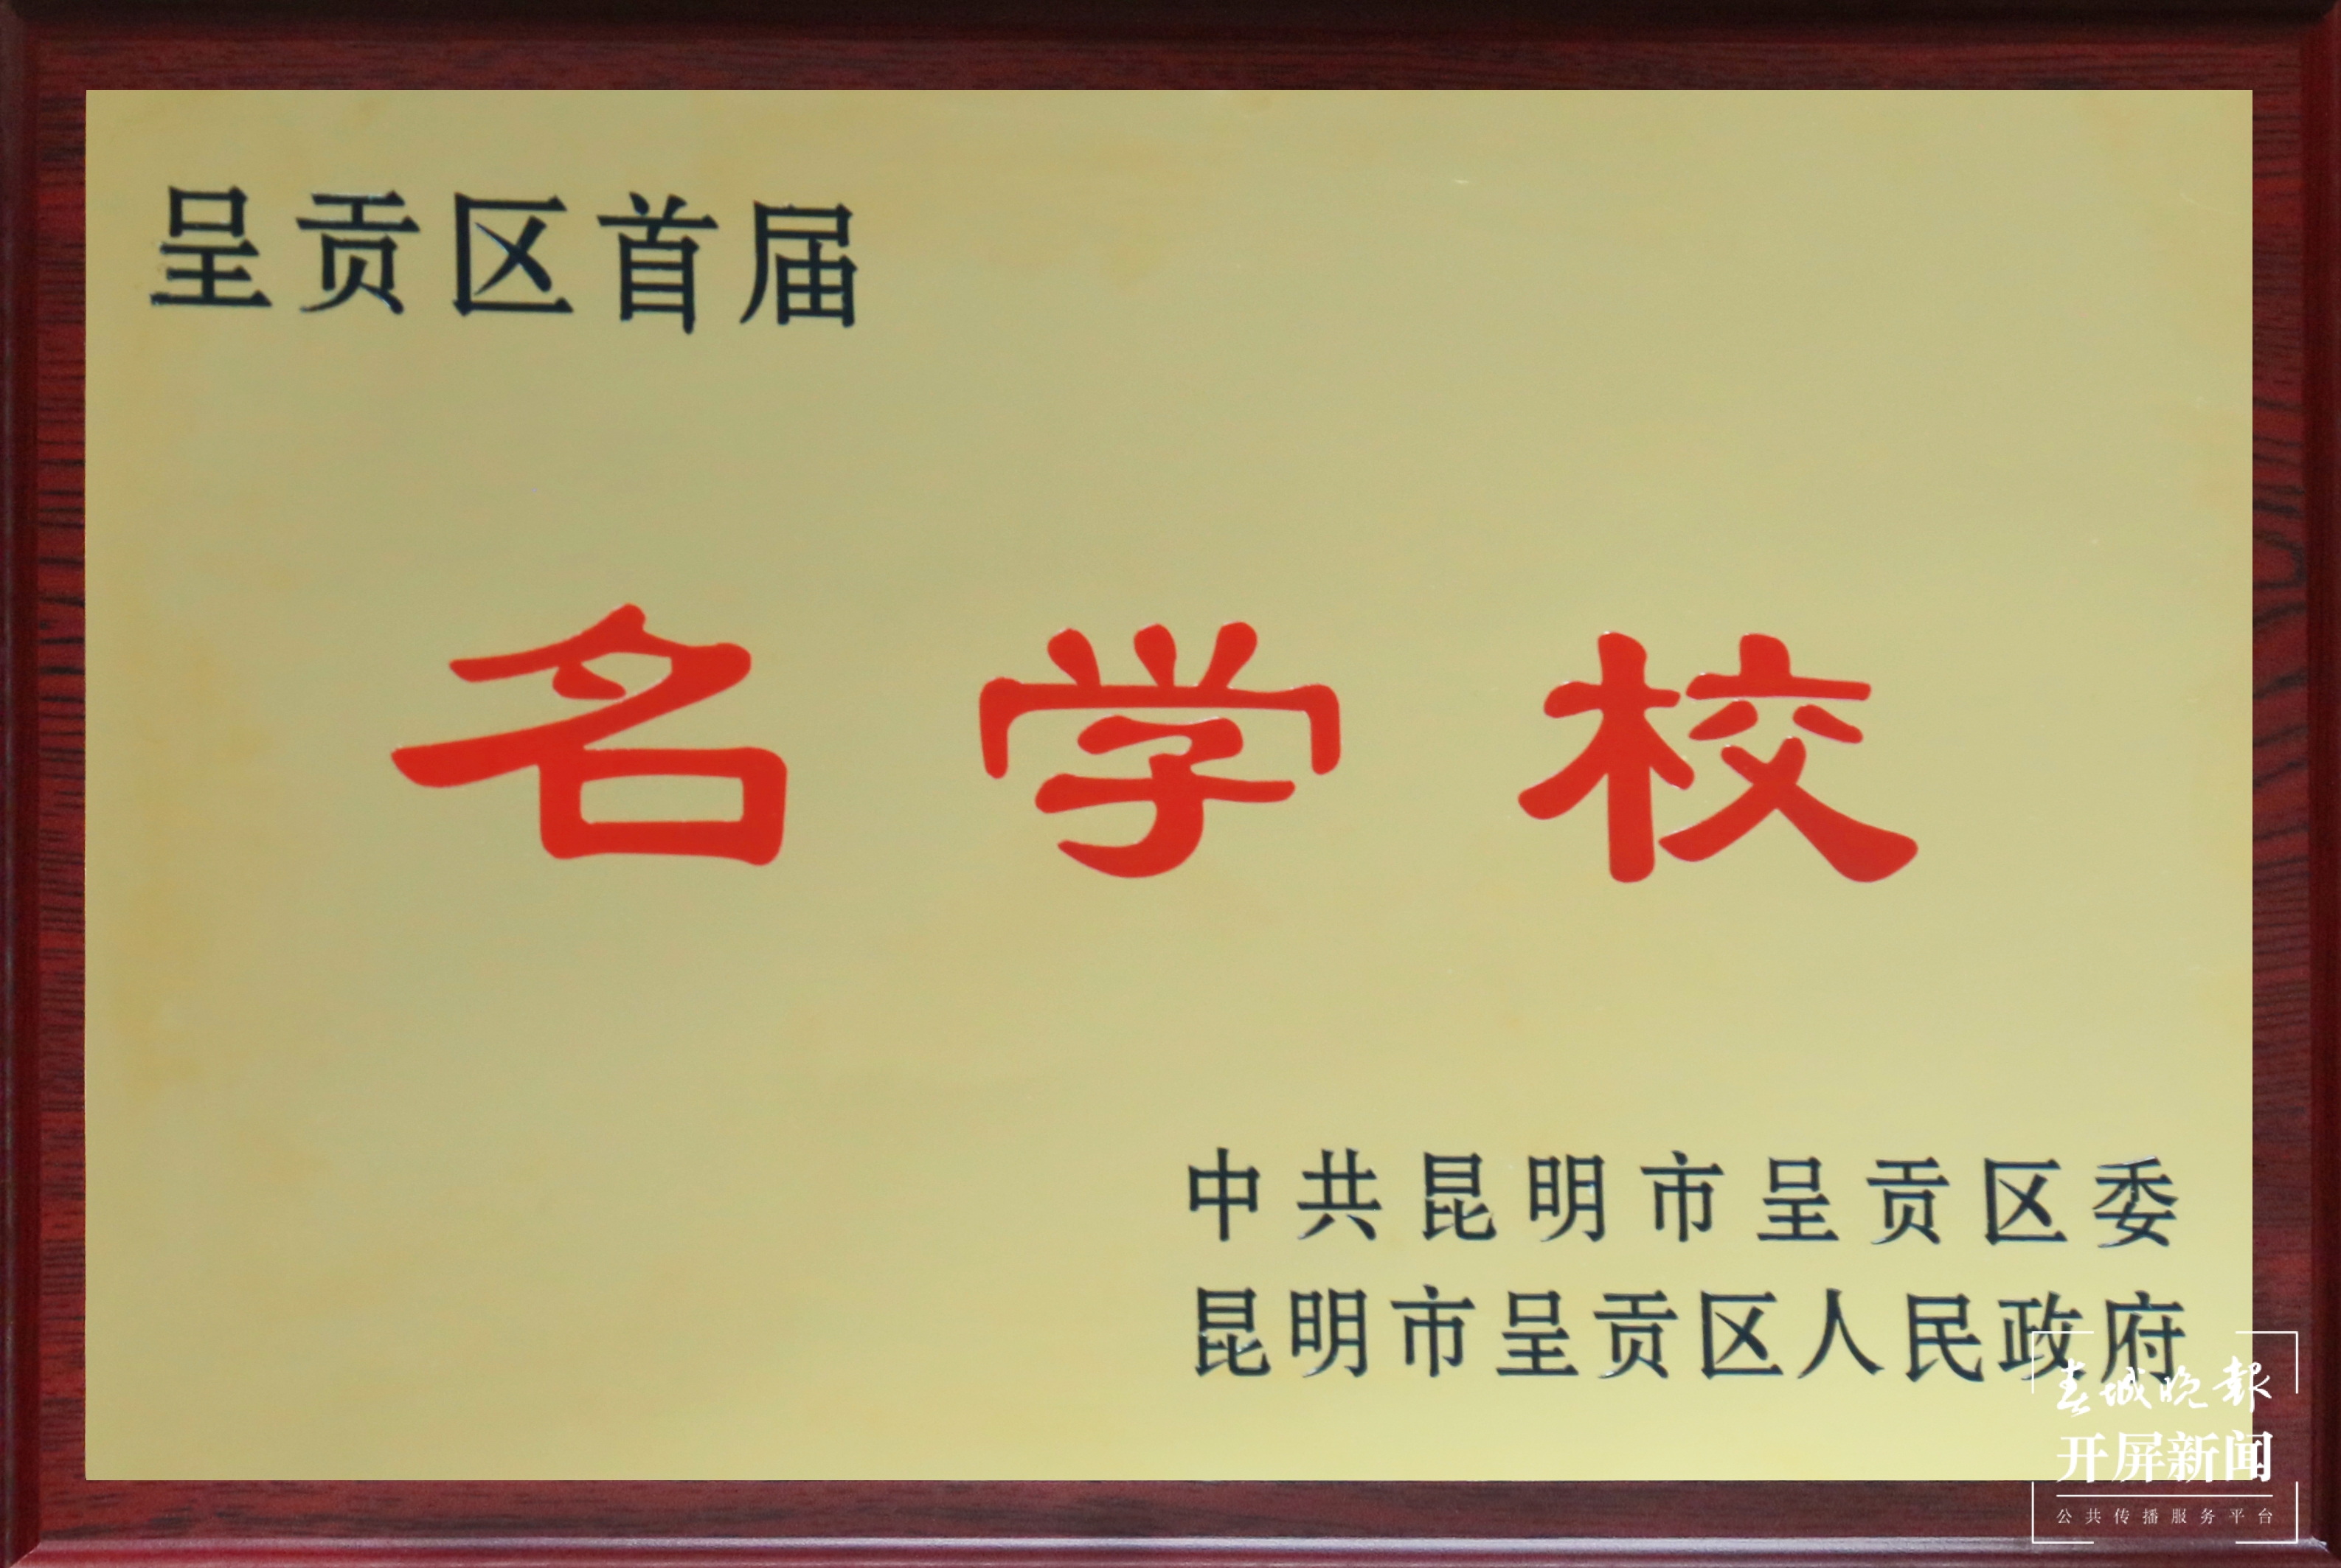 呈贡区首届
名学校
中共昆明市呈贡区委
昆明市呈贡区人民政府
春城晚報
开屏新闻
公共传播服务平台